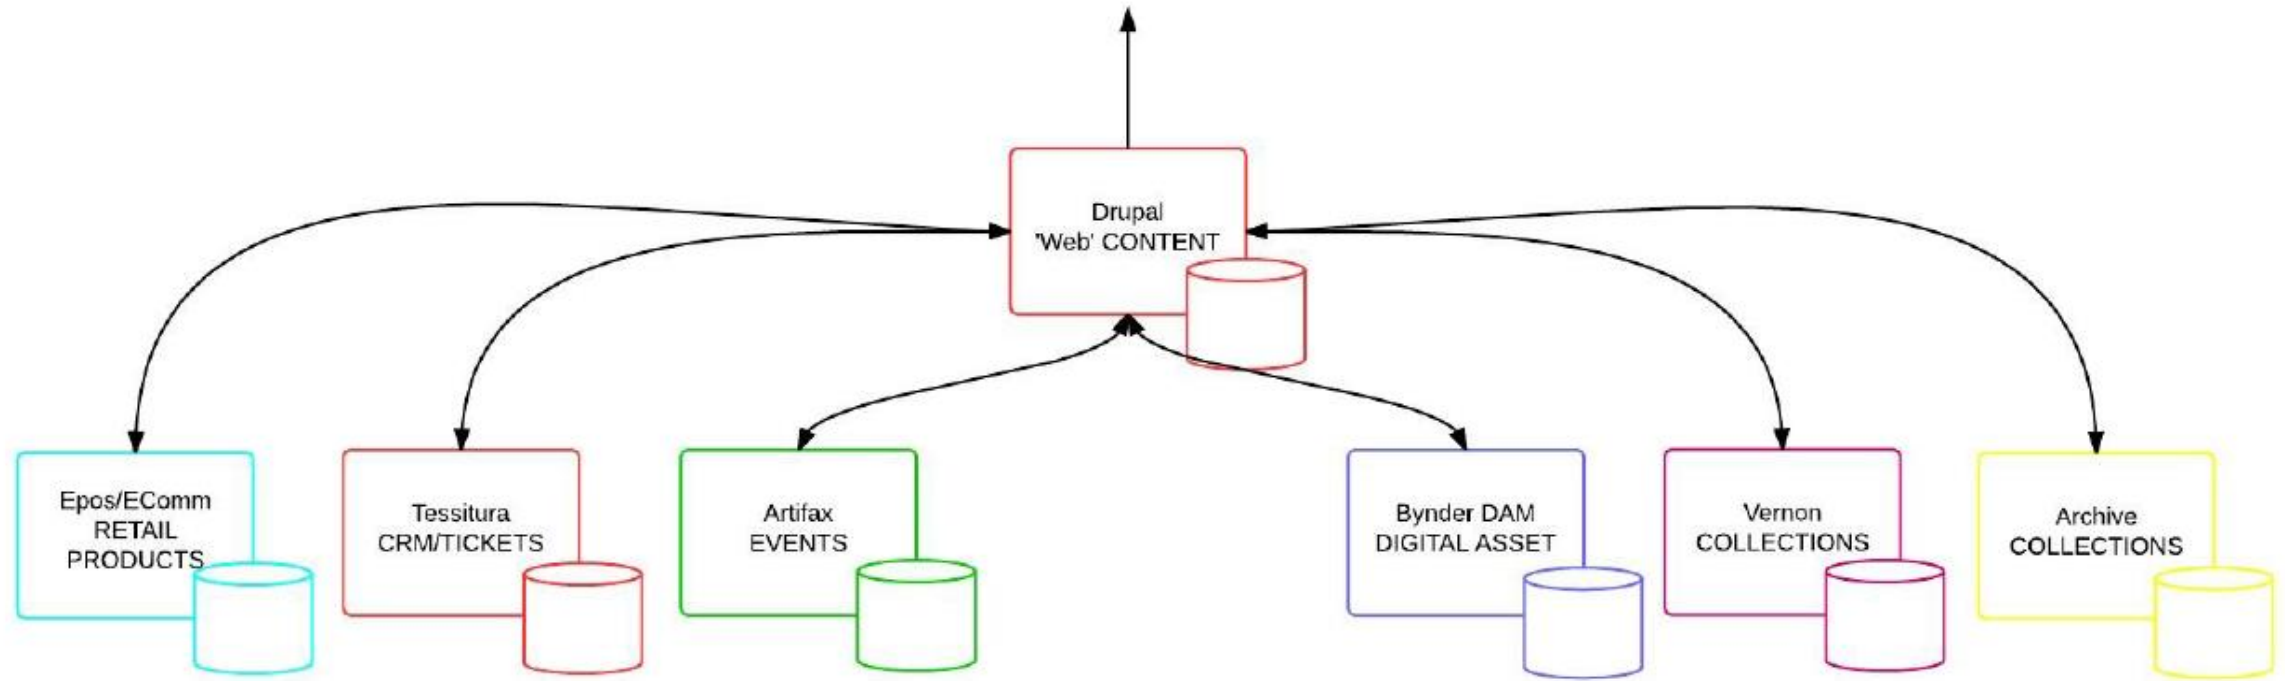 Drupal
'Web' CONTENT
Epos/EComm
RETAIL
PRODUCTS
Tessitura
CRM/TICKETS
Artifax
EVENTS
Bynder DAM
DIGITAL ASSET
Vernon
COLLECTIONS
Archive
COLLECTIONS